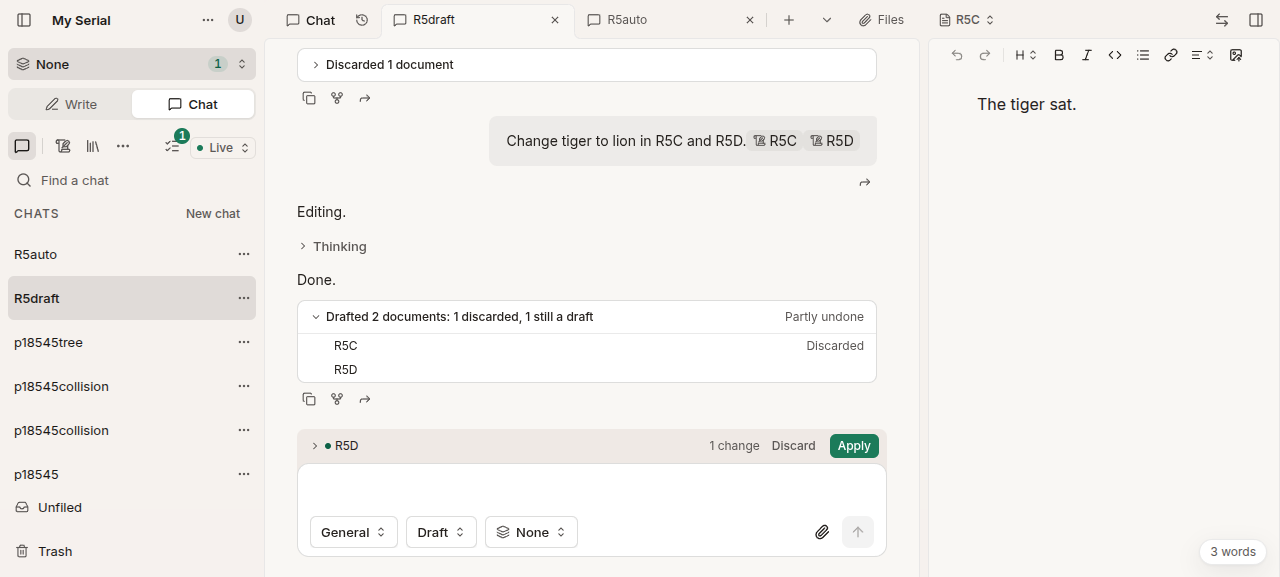 My Serial
U
Chat
R5draft
R5auto
Files
R5C
None
1
Write
Chat
1
Live
Find a chat
CHATS
New chat
R5auto
R5draft
p18545tree
p18545collision
p18545collision
p18545
Unfiled
Trash
Discarded 1 document
Change tiger to lion in R5C and R5D. R5C R5D
Editing.
Thinking
Done.
Drafted 2 documents: 1 discarded, 1 still a draft
Partly undone
R5C
Discarded
R5D
R5D
1 change
Discard
Apply
General
Draft
None
H
B
I
The tiger sat.
3 words